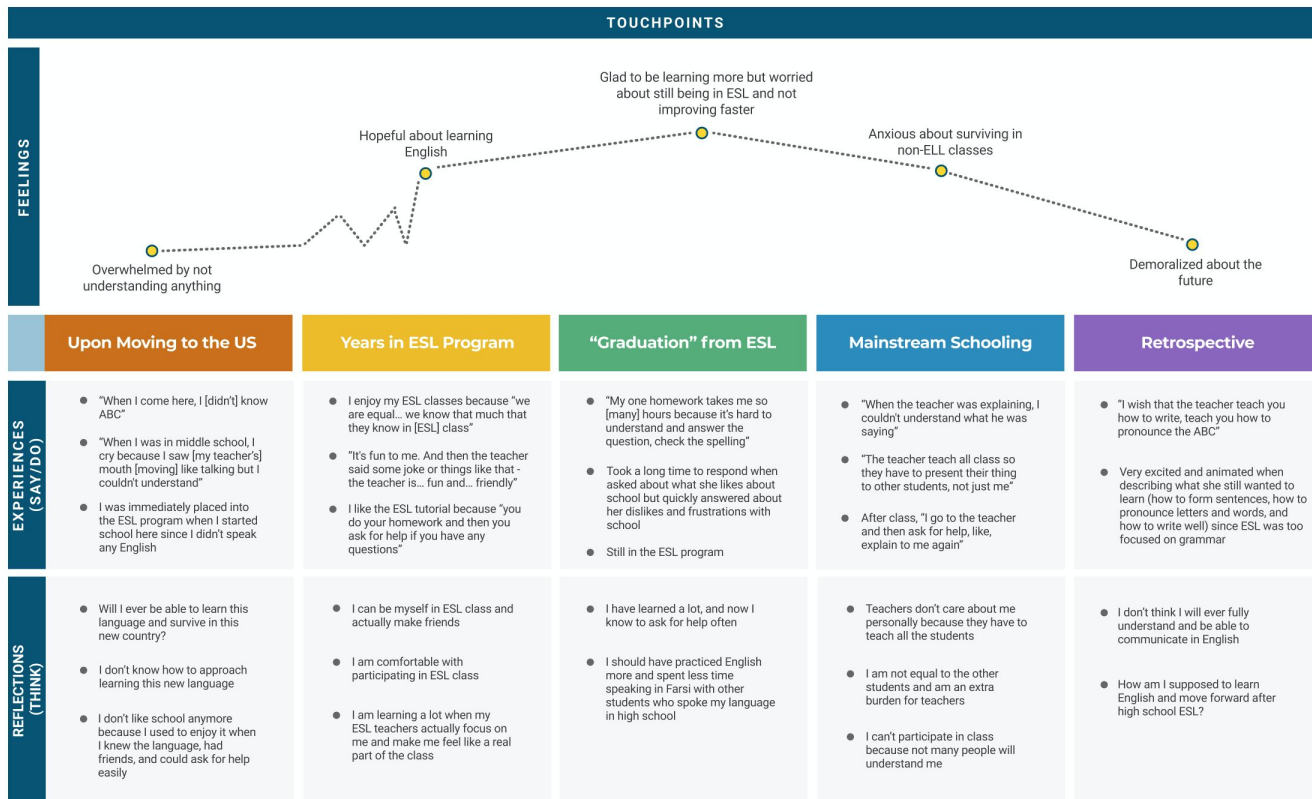 TOUCHPOINTS
FEELINGS
Overwhelmed by not
understanding anything
Hopeful about learning
English
Glad to be learning more but worried
about still being in ESL and not
improving faster
Anxious about surviving in
non-ELL classes
Demoralized about the
future
Upon Moving to the US
Years in ESL Program
“Graduation” from ESL
Mainstream Schooling
Retrospective
EXPERIENCES
(SAY/DO)
● “When I come here, I [didn’t] know
ABC”
● “When I was in middle school, I
cry because I saw [my teacher’s]
mouth [moving] like talking but I
couldn’t understand”
● I was immediately placed into
the ESL program when I started
school here since I didn’t speak
any English
● I enjoy my ESL classes because “we
are equal... we know that much that
they know in [ESL] class”
● “It's fun to me. And then the teacher
said some joke or things like that -
the teacher is... fun and... friendly”
● I like the ESL tutorial because “you
do your homework and then you
ask for help if you have any
questions”
● “My one homework takes me so
[many] hours because it’s hard to
understand and answer the
question, check the spelling”
● Took a long time to respond when
asked about what she likes about
school but quickly answered about
her dislikes and frustrations with
school
● Still in the ESL program
● “When the teacher was explaining, I
couldn’t understand what he was
saying”
● “The teacher teach all class so
they have to present their thing
to other students, not just me”
● After class, “I go to the teacher
and then ask for help, like,
explain to me again”
● “I wish that the teacher teach you
how to write, teach you how to
pronounce the ABC”
● Very excited and animated when
describing what she still wanted to
learn (how to form sentences, how to
pronounce letters and words, and
how to write well) since ESL was too
focused on grammar
REFLECTIONS
(THINK)
● Will I ever be able to learn this
language and survive in this
new country?
● I don’t know how to approach
learning this new language
● I don’t like school anymore
because I used to enjoy it when
I knew the language, had
friends, and could ask for help
easily
● I can be myself in ESL class and
actually make friends
● I am comfortable with
participating in ESL class
● I am learning a lot when my
ESL teachers actually focus on
me and make me feel like a real
part of the class
● I have learned a lot, and now I
know to ask for help often
● I should have practiced English
more and spent less time
speaking in Farsi with other
students who spoke my language
in high school
● Teachers don’t care about me
personally because they have to
teach all the students
● I am not equal to the other
students and am an extra
burden for teachers
● I can’t participate in class
because not many people will
understand me
● I don’t think I will ever fully
understand and be able to
communicate in English
● How am I supposed to learn
English and move forward after
high school ESL?